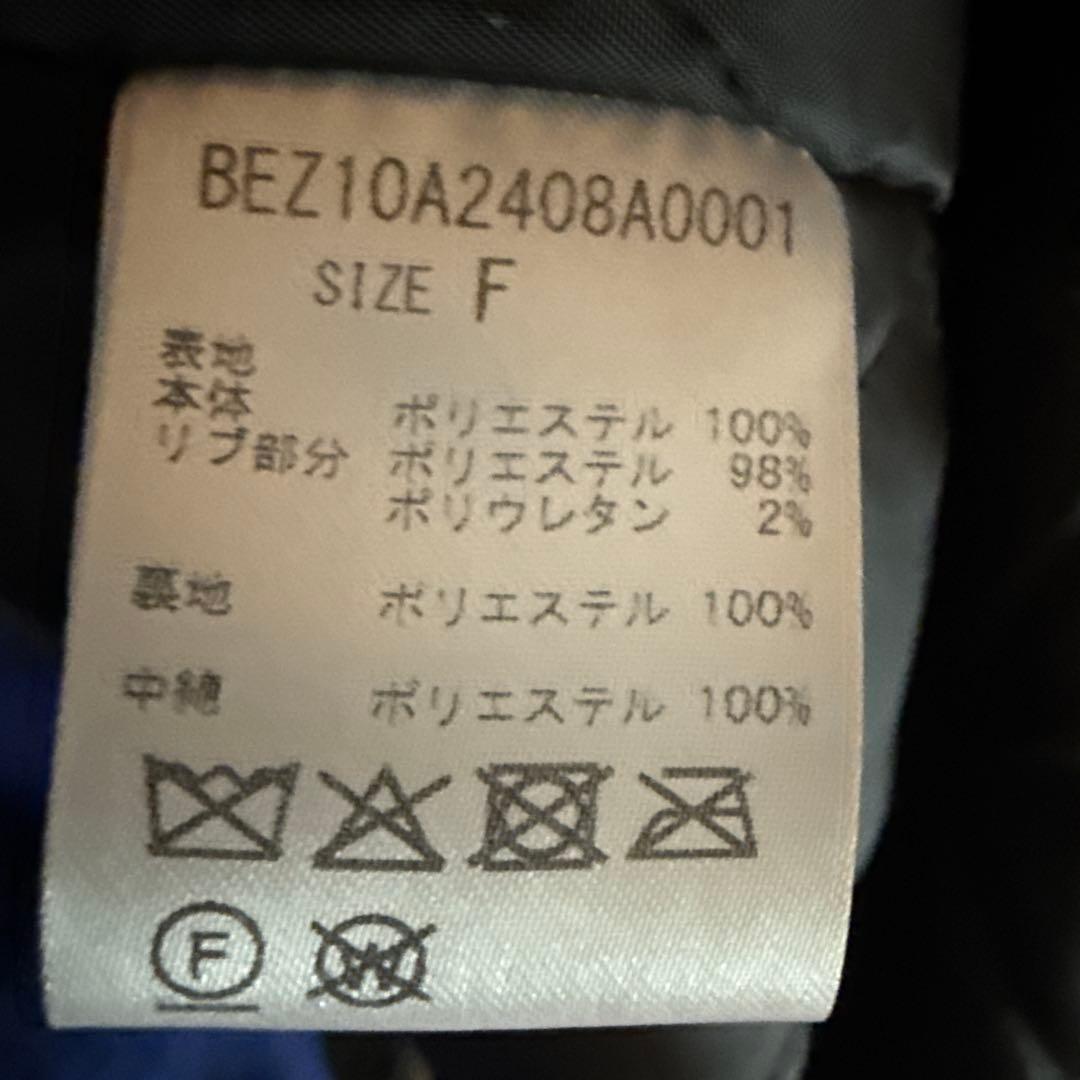 BEZ10A2408A0001
SIZE F
表地
本体 ポリエステル 100%
リブ部分 ポリエステル 98%
ポリウレタン 2%
裏地 ポリエステル 100%
中綿 ポリエステル 100%
F
W